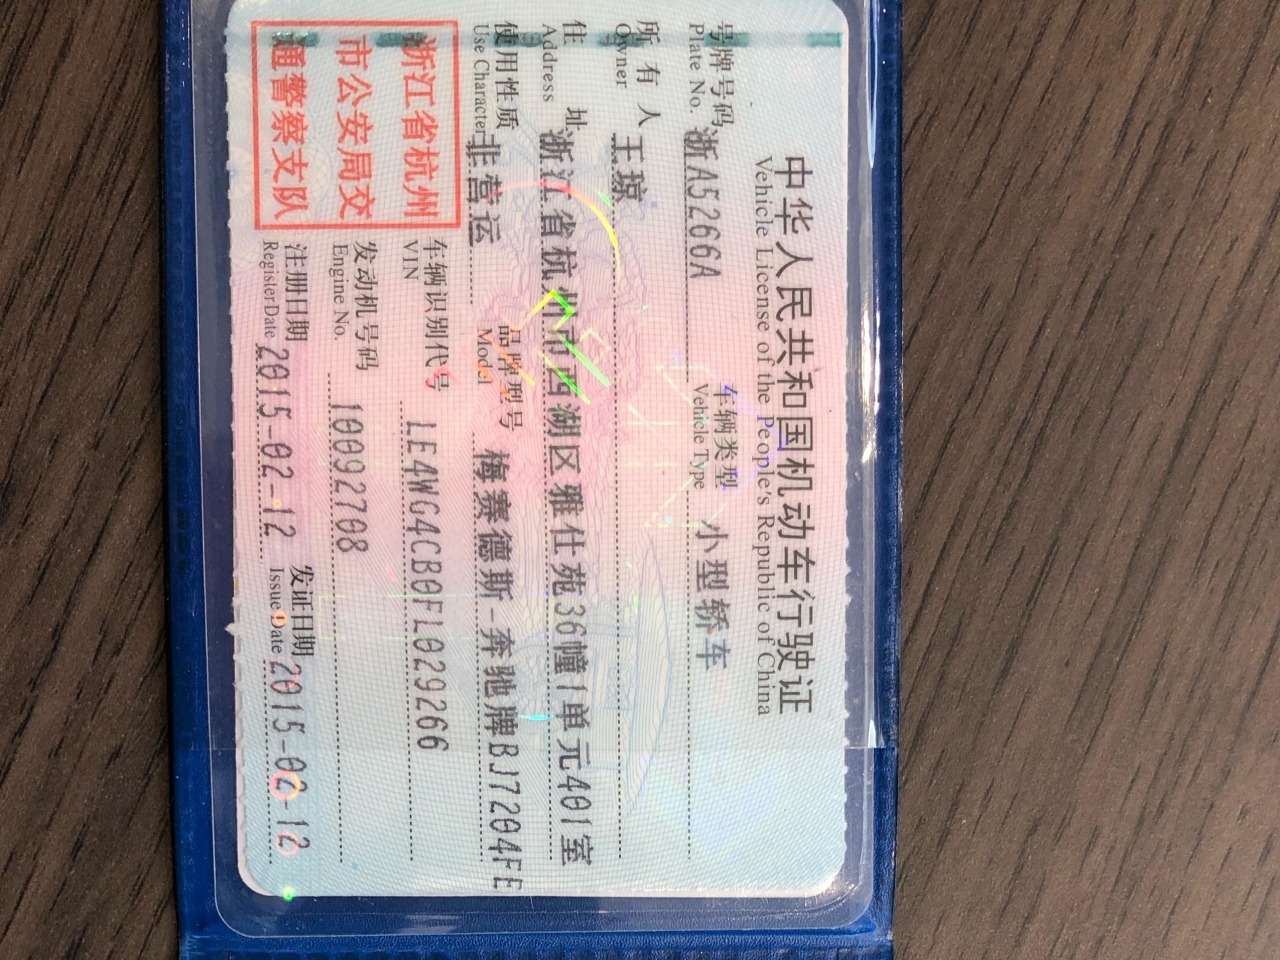 中华人民共和国机动车行驶证
Vehicle License of the People's Republic of China
号牌号码 浙A5266A 车辆类型 小型轿车
Plate No. Vehicle Type
所有人 王琼
Owner
住址 浙江省杭州市西湖区雅仕苑36幢1单元401室
Address
使用性质 非营运 品牌型号 梅赛德斯-奔驰牌BJ7204FE
Use Character Model
浙江省杭州
市公安局交
通警察支队
车辆识别代号 LE4WG4CB0FL029266
VIN
发动机号码 10092708
Engine No.
注册日期 2015-02-12 发证日期 2015-02-12
Register Date Issue Date